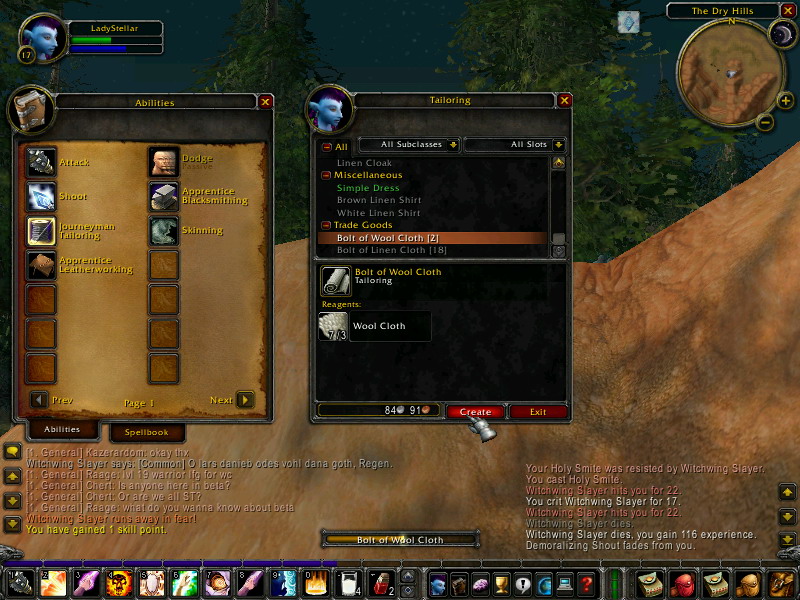 LadyStellar
17
The Dry Hills
N
Abilities
Attack
Dodge
Passive
Shoot
Apprentice
Blacksmithing
Journeyman
Tailoring
Skinning
Apprentice
Leatherworking
Prev
Page 1
Next
Abilities
Spellbook
Tailoring
All
All Subclasses
All Slots
Linen Cloak
Miscellaneous
Simple Dress
Brown Linen Shirt
White Linen Shirt
Trade Goods
Bolt of Wool Cloth [2]
Bolt of Linen Cloth [18]
Bolt of Wool Cloth
Tailoring
Reagents:
Wool Cloth
7/3
84 91
Create
Exit
[1. General] Kazerardom: okay thx
Witchwing Slayer says: [Common] O lars danieb odes vohl dana goth, Regen.
[1. General] Raage: lvl 19 warrior lfg for wc
[1. General] Chert: Is anyone here in beta?
[1. General] Chert: Or are we all ST?
[1. General] Raage: what do you wanna know about beta
Witchwing Slayer runs away in fear!
You have gained 1 skill point.
Your Holy Smite was resisted by Witchwing Slayer.
You cast Holy Smite.
Witchwing Slayer hits you for 22.
You crit Witchwing Slayer for 17.
Witchwing Slayer hits you for 22.
Witchwing Slayer dies.
Witchwing Slayer dies, you gain 116 experience.
Demoralizing Shout fades from you.
Bolt of Wool Cloth